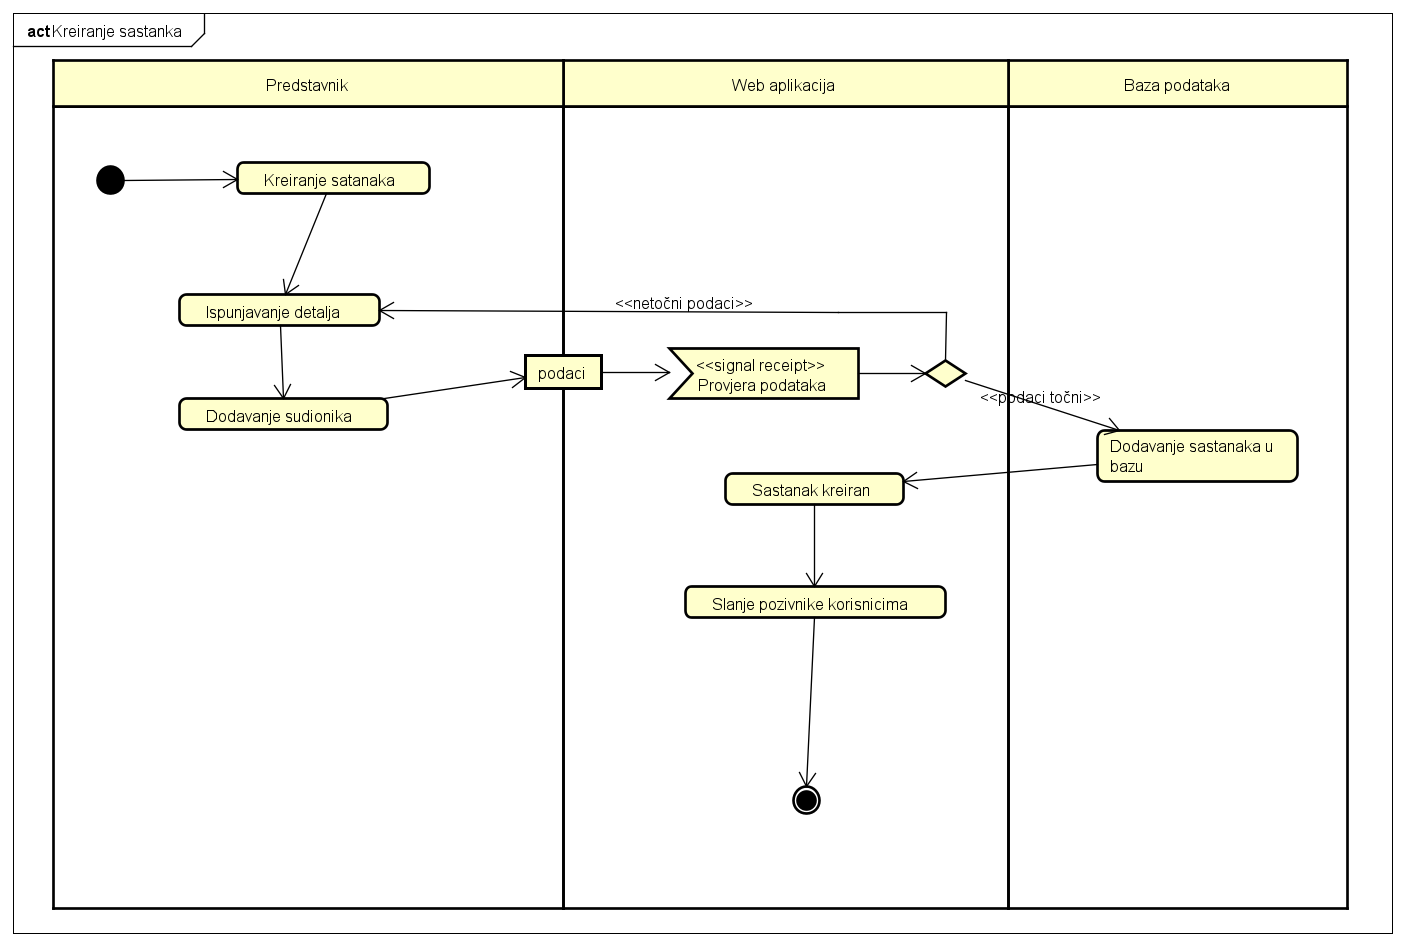 act Kreiranje sastanka
Predstavnik
Web aplikacija
Baza podataka
Kreiranje satanaka
Ispunjavanje detalja
<<netočni podaci>>
podaci
<<signal receipt>>
Provjera podataka
<<podaci točni>>
Dodavanje sudionika
Dodavanje sastanaka u
bazu
Sastanak kreiran
Slanje pozivnike korisnicima